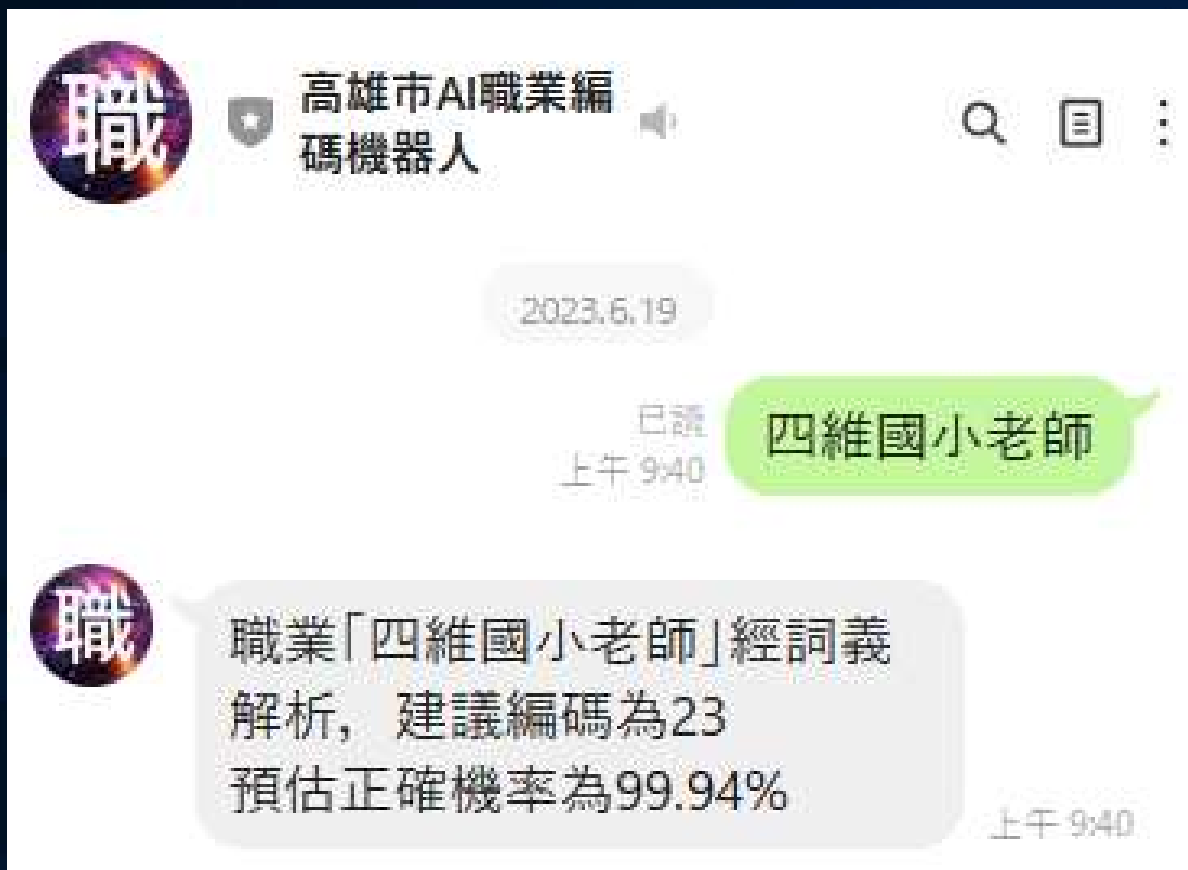 職
高雄市AI職業編
碼機器人
2023.6.19
已讀
上午 9:40
四維國小老師
職
職業「四維國小老師」經詞義
解析，建議編碼為23
預估正確機率為99.94%
上午 9:40